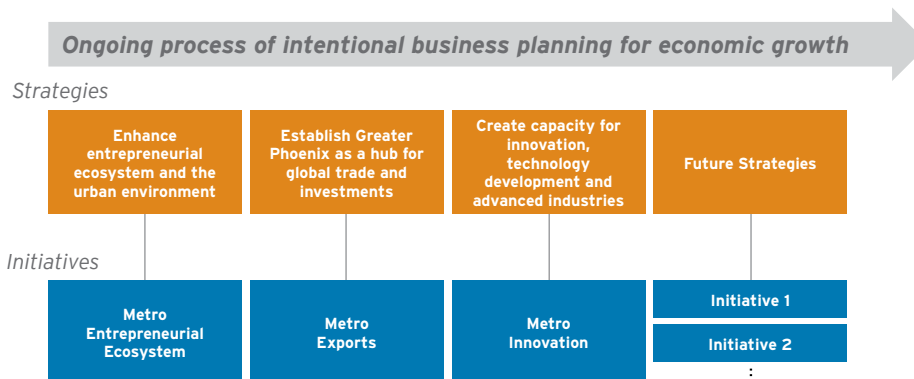 Ongoing process of intentional business planning for economic growth
Strategies
Enhance
entrepreneurial
ecosystem and the
urban environment
Establish Greater
Phoenix as a hub for
global trade and
investments
Create capacity for
innovation,
technology
development and
advanced industries
Future Strategies
Initiatives
Metro
Entrepreneurial
Ecosystem
Metro
Exports
Metro
Innovation
Initiative 1
Initiative 2
: